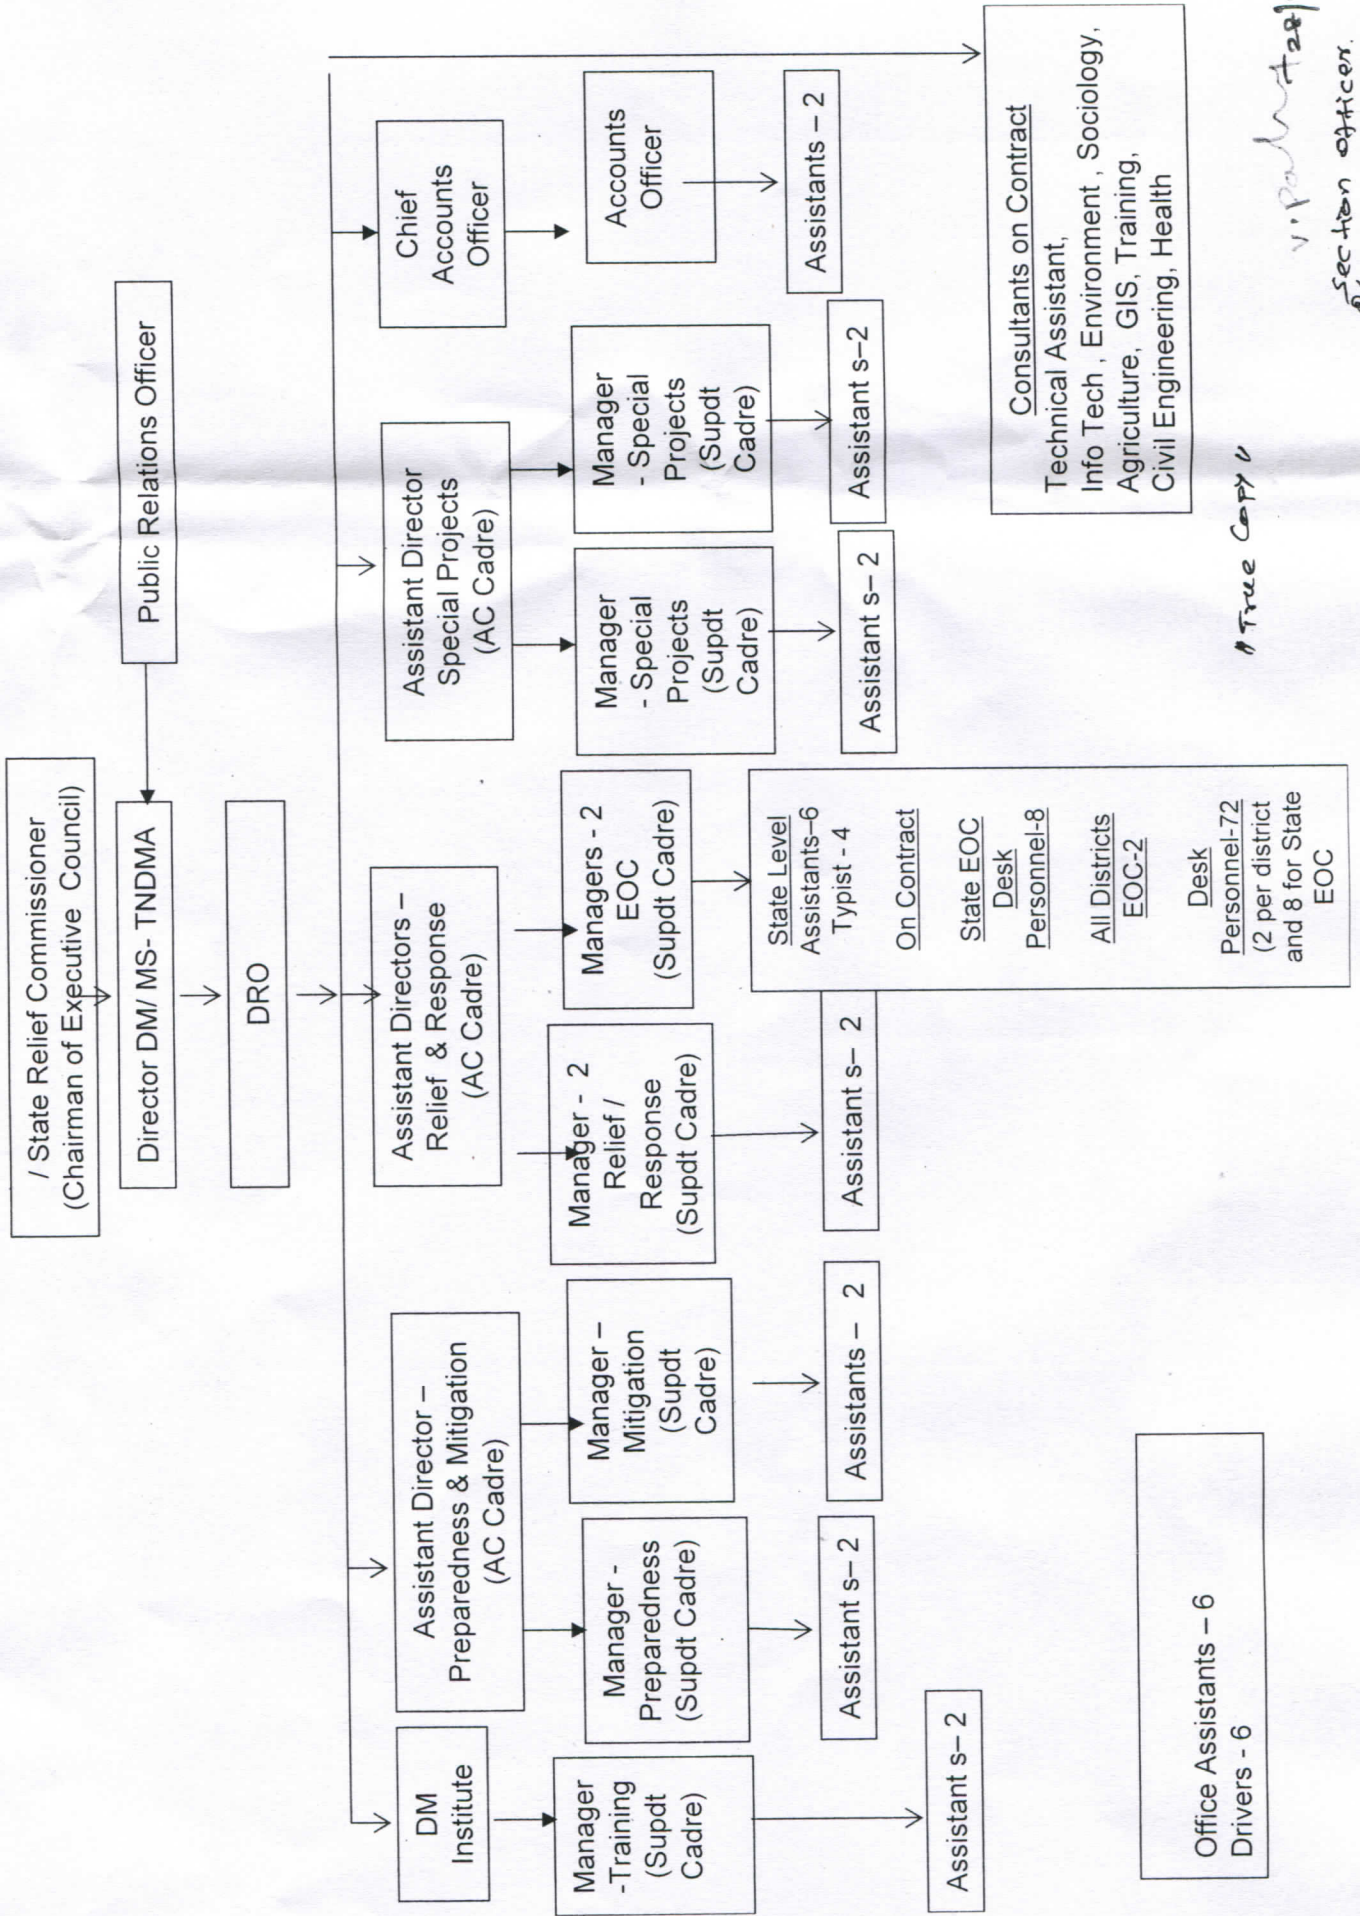 / State Relief Commissioner
(Chairman of Executive Council)
Public Relations Officer
Director DM/ MS- TNDMA
DRO
DM
Institute
Assistant Director –
Preparedness & Mitigation
(AC Cadre)
Assistant Directors –
Relief & Response
(AC Cadre)
Assistant Director
Special Projects
(AC Cadre)
Chief
Accounts
Officer
Manager
-Training
(Supdt
Cadre)
Manager -
Preparedness
(Supdt Cadre)
Manager –
Mitigation
(Supdt
Cadre)
Manager - 2
Relief /
Response
(Supdt Cadre)
Managers - 2
EOC
(Supdt Cadre)
Manager
- Special
Projects
(Supdt
Cadre)
Manager
- Special
Projects
(Supdt
Cadre)
Accounts
Officer
Assistant s– 2
Assistant s– 2
Assistants – 2
Assistant s– 2
State Level
Assistants–6
Typist - 4
On Contract
State EOC
Desk
Personnel-8
All Districts
EOC-2
Desk
Personnel-72
(2 per district
and 8 for State
EOC
Assistant s– 2
Assistant s–2
Assistants – 2
Consultants on Contract
Technical Assistant,
Info Tech , Environment , Sociology,
Agriculture, GIS, Training,
Civil Engineering, Health
Office Assistants – 6
Drivers - 6
"True Copy"
Section Officer.